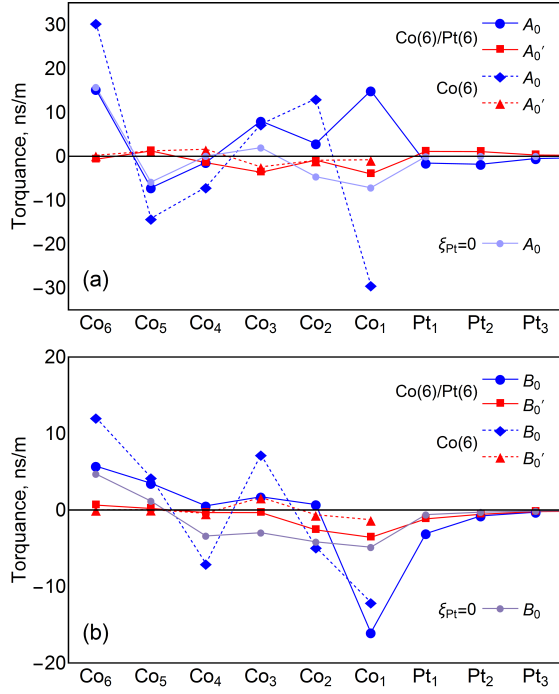 30
20
10
0
−10
−20
−30
Torquance, ns/m
Co(6)/Pt(6)
A₀
A₀′
Co(6)
A₀
A₀′
ξPt=0
A₀
(a)
Co₆ Co₅ Co₄ Co₃ Co₂ Co₁ Pt₁ Pt₂ Pt₃
20
10
0
−10
−20
Torquance, ns/m
Co(6)/Pt(6)
B₀
B₀′
Co(6)
B₀
B₀′
ξPt=0
B₀
(b)
Co₆ Co₅ Co₄ Co₃ Co₂ Co₁ Pt₁ Pt₂ Pt₃